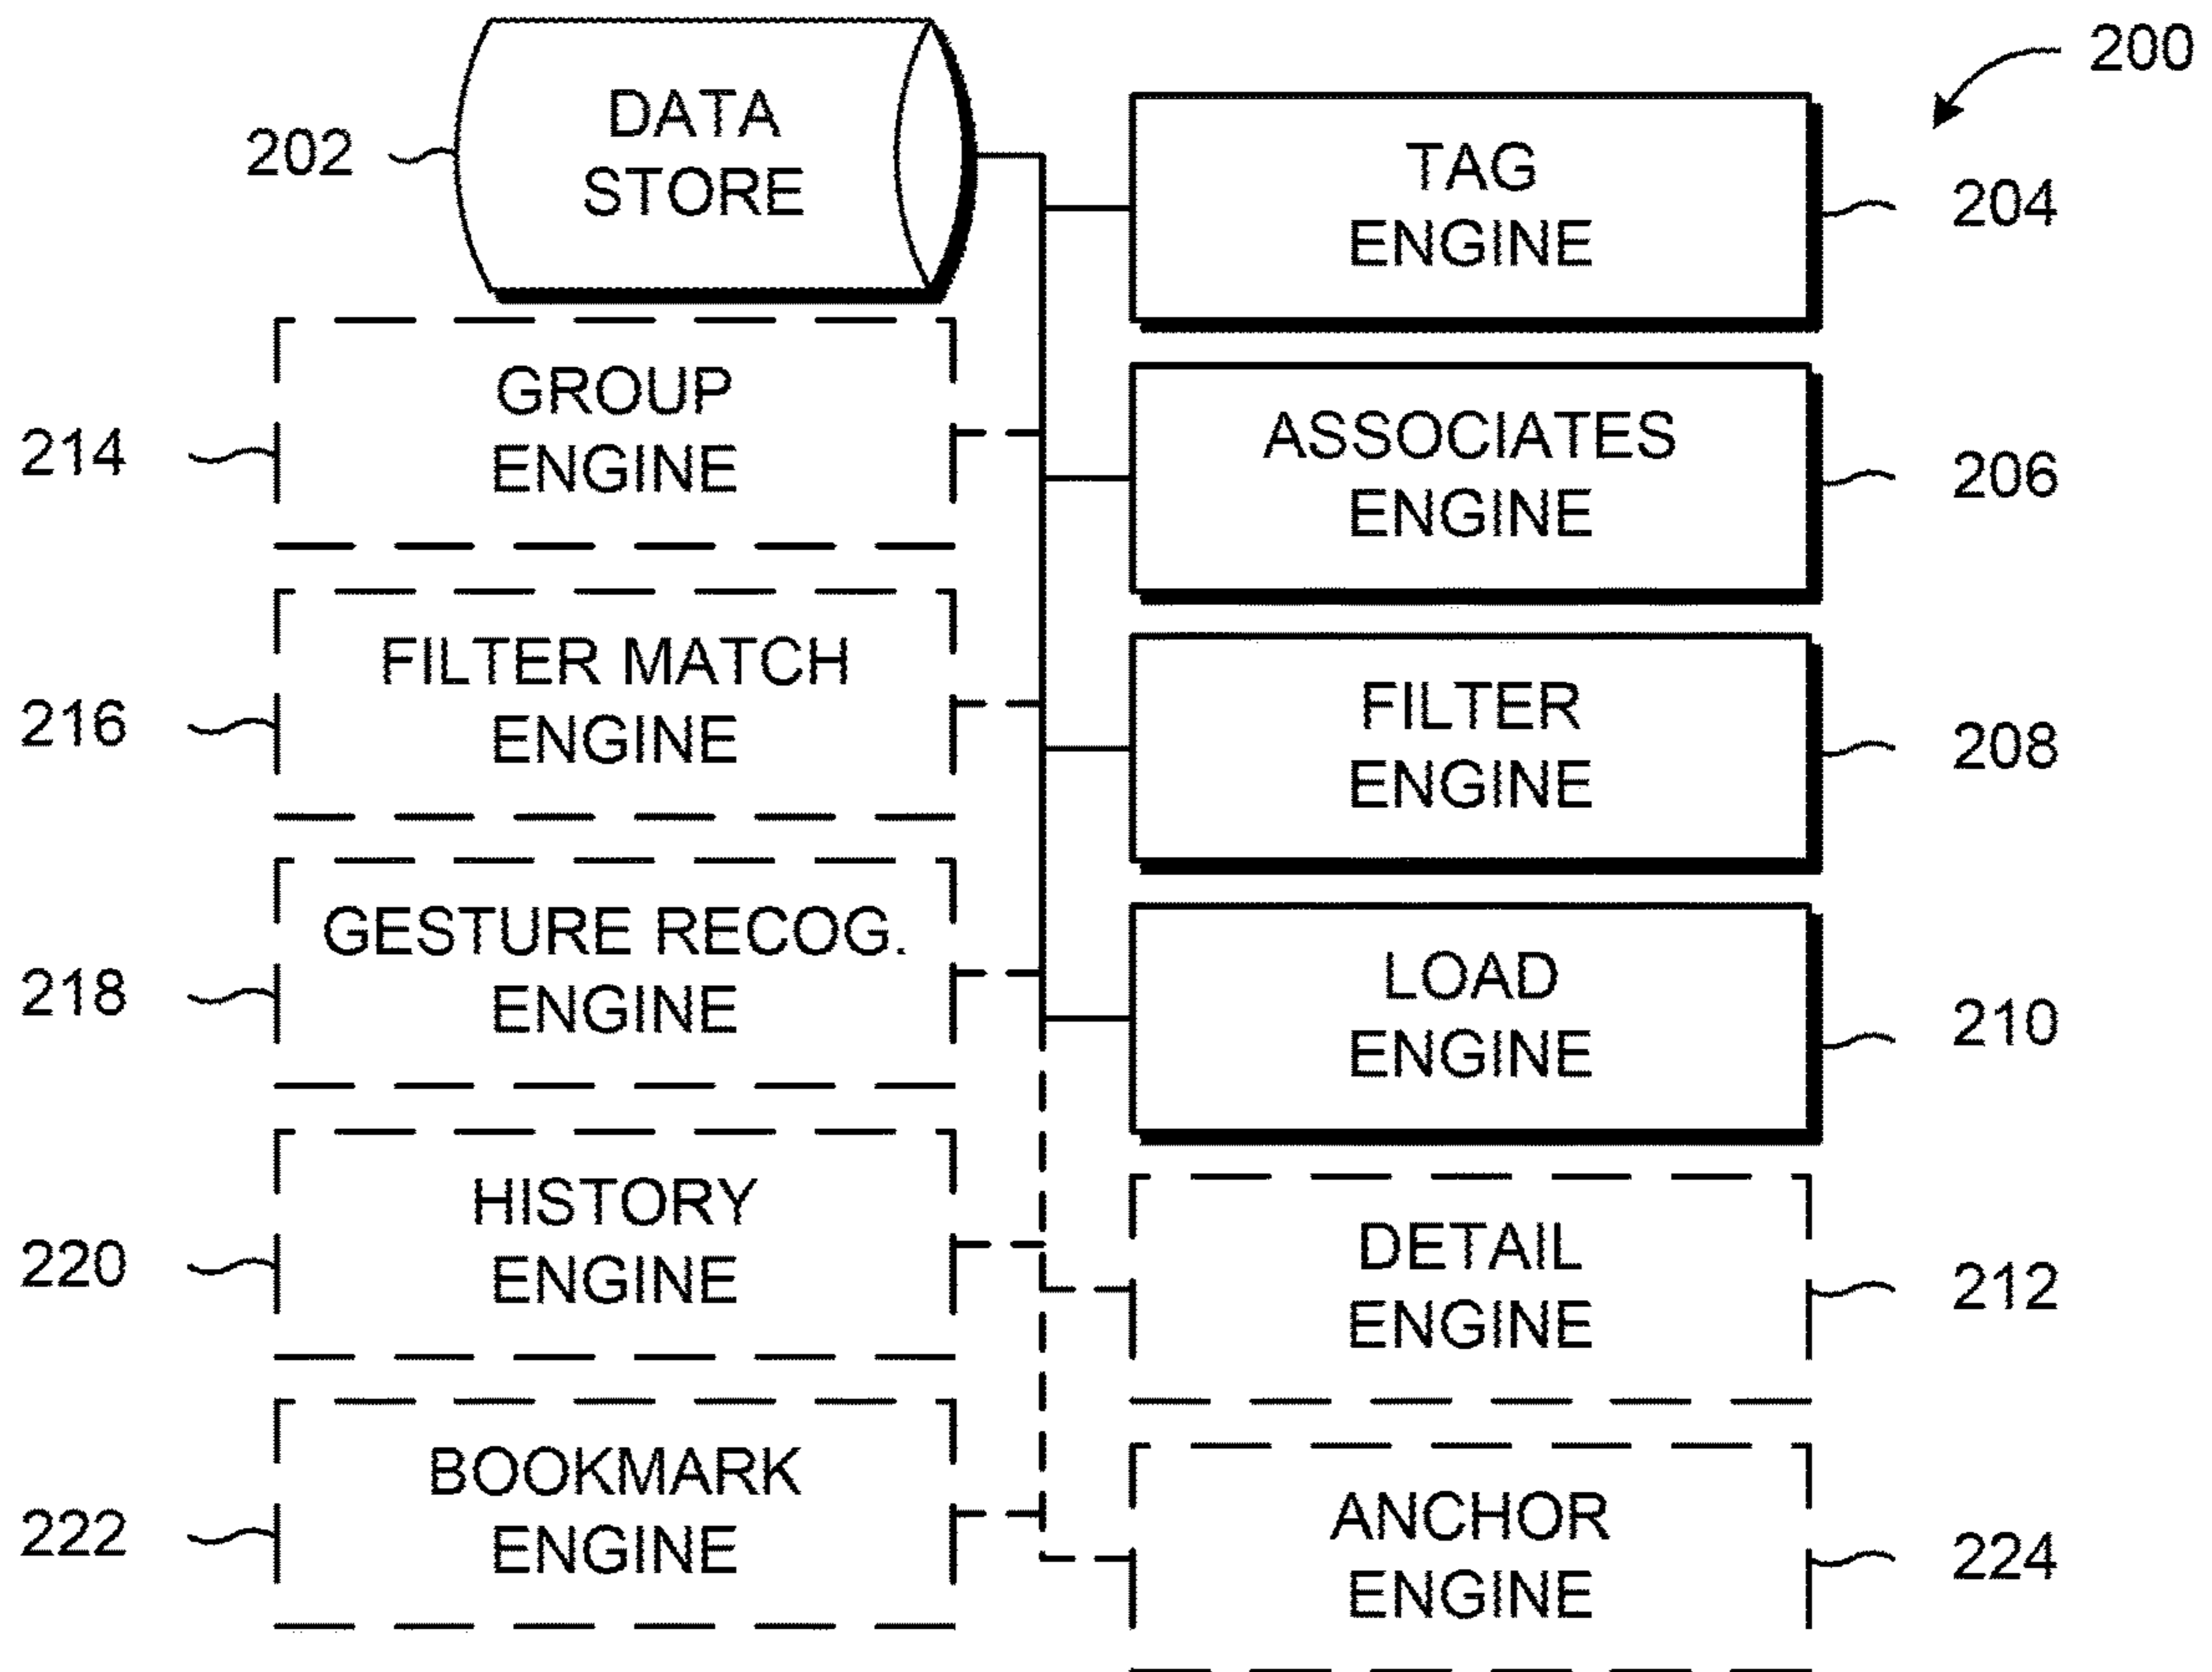 200
DATA
STORE
202
TAG
ENGINE
204
GROUP
ENGINE
214
ASSOCIATES
ENGINE
206
FILTER MATCH
ENGINE
216
FILTER
ENGINE
208
GESTURE RECOG.
ENGINE
218
LOAD
ENGINE
210
HISTORY
ENGINE
220
DETAIL
ENGINE
212
BOOKMARK
ENGINE
222
ANCHOR
ENGINE
224